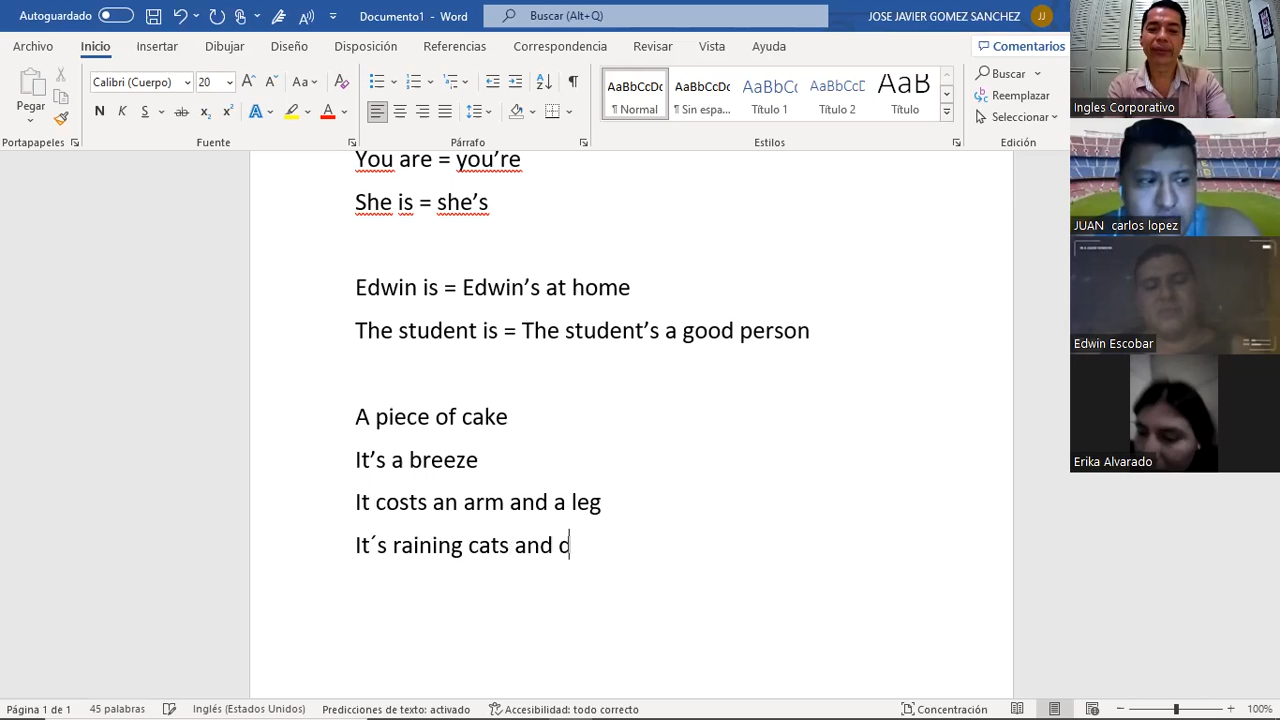 Autoguardado
Documento1 - Word
Buscar (Alt+Q)
JOSE JAVIER GOMEZ SANCHEZ
JJ
Archivo Inicio Insertar Dibujar Diseño Disposición Referencias Correspondencia Revisar Vista Ayuda
Comentarios
Pegar
Calibri (Cuerpo) 20
Aa
N K S ab x₂ x²
AaBbCcDc AaBbCcDc AaBbCc AaBbCcD AaB
¶ Normal ¶ Sin espa... Título 1 Título 2 Título
Buscar
Reemplazar
Seleccionar
Portapapeles Fuente Párrafo Estilos Edición
You are = you’re
She is = she’s
Edwin is = Edwin’s at home
The student is = The student’s a good person
A piece of cake
It’s a breeze
It costs an arm and a leg
It´s raining cats and d
Ingles Corporativo
JUAN carlos lopez
Edwin Escobar
Erika Alvarado
Página 1 de 1 45 palabras Inglés (Estados Unidos) Predicciones de texto: activado Accesibilidad: todo correcto Concentración 100%